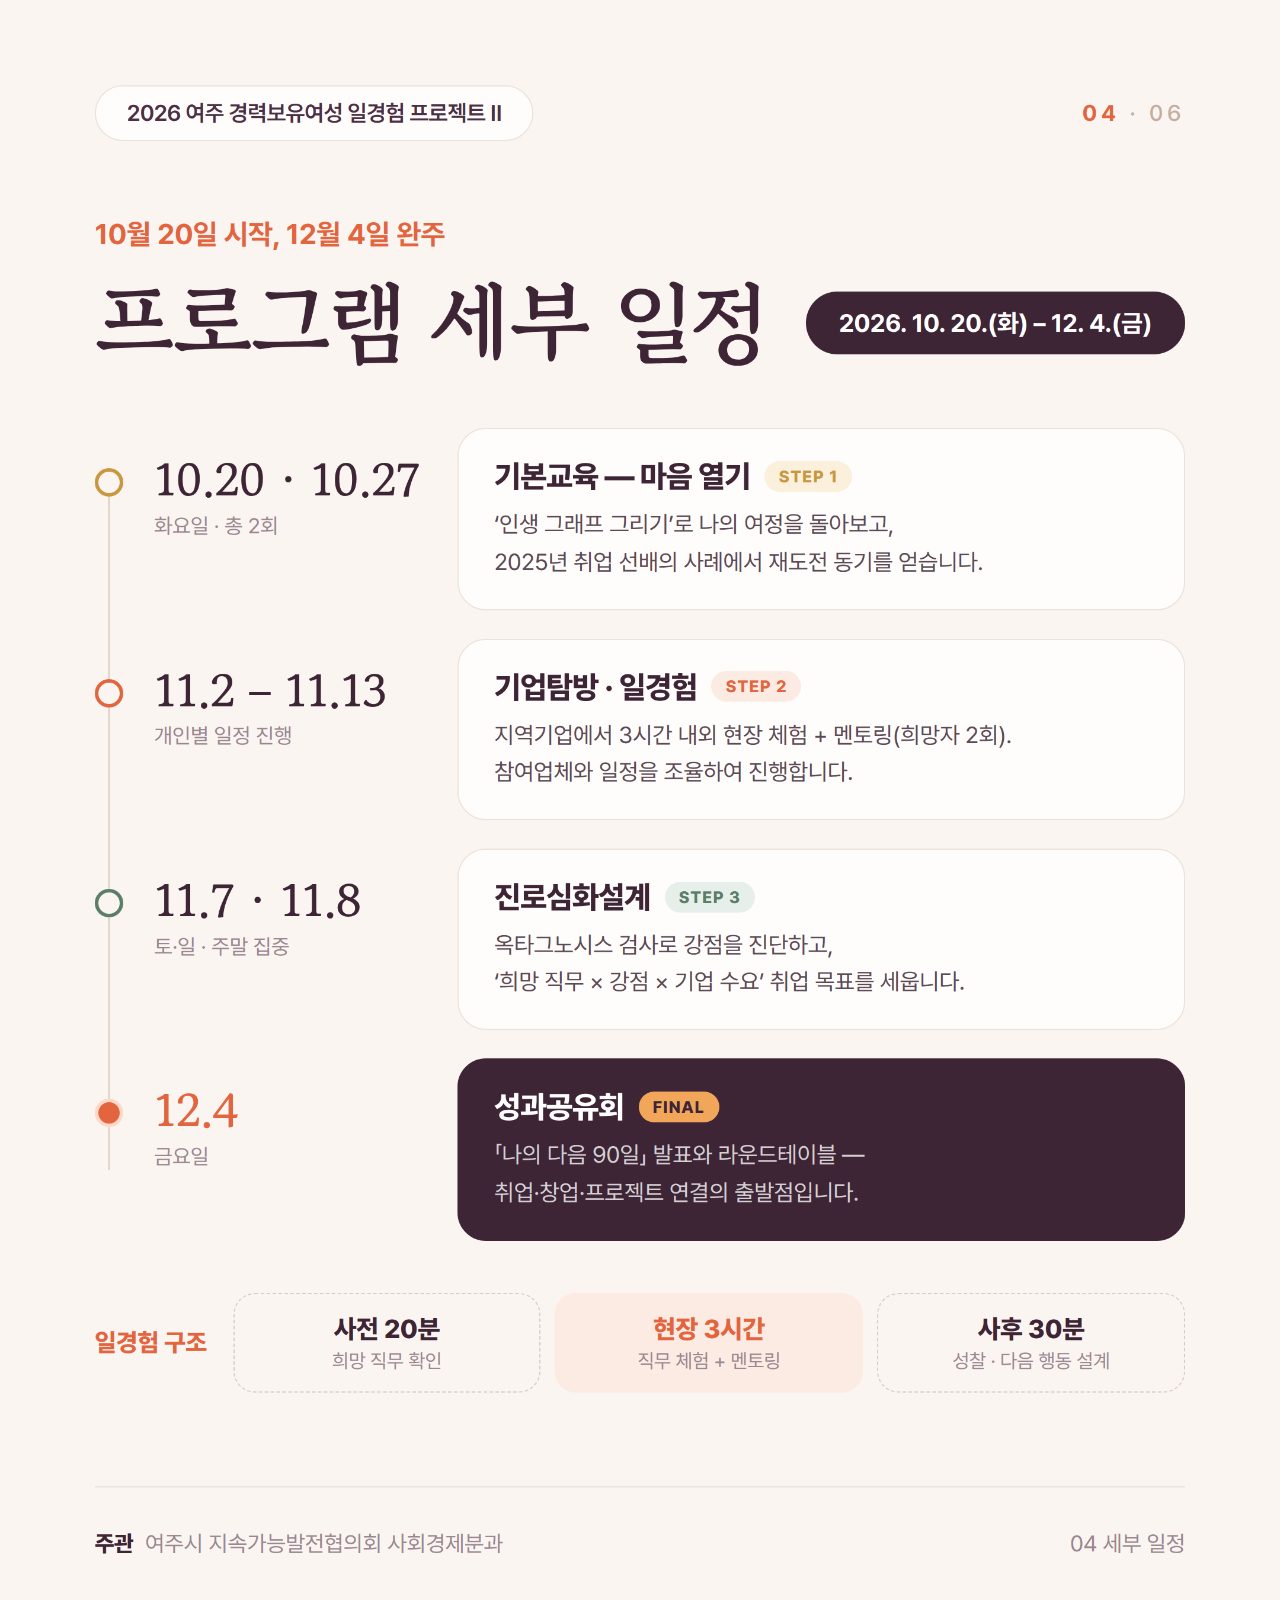 2026 여주 경력보유여성 일경험 프로젝트 II
04 · 06
10월 20일 시작, 12월 4일 완주
프로그램 세부 일정
2026. 10. 20.(화) – 12. 4.(금)
10.20 · 10.27
화요일 · 총 2회
기본교육 — 마음 열기 STEP 1
‘인생 그래프 그리기’로 나의 여정을 돌아보고,
2025년 취업 선배의 사례에서 재도전 동기를 얻습니다.
11.2 – 11.13
개인별 일정 진행
기업탐방 · 일경험 STEP 2
지역기업에서 3시간 내외 현장 체험 + 멘토링(희망자 2회).
참여업체와 일정을 조율하여 진행합니다.
11.7 · 11.8
토·일 · 주말 집중
진로심화설계 STEP 3
옥타그노시스 검사로 강점을 진단하고,
‘희망 직무 × 강점 × 기업 수요’ 취업 목표를 세웁니다.
12.4
금요일
성과공유회 FINAL
「나의 다음 90일」 발표와 라운드테이블 —
취업·창업·프로젝트 연결의 출발점입니다.
일경험 구조
사전 20분
희망 직무 확인
현장 3시간
직무 체험 + 멘토링
사후 30분
성찰 · 다음 행동 설계
주관 여주시 지속가능발전협의회 사회경제분과
04 세부 일정